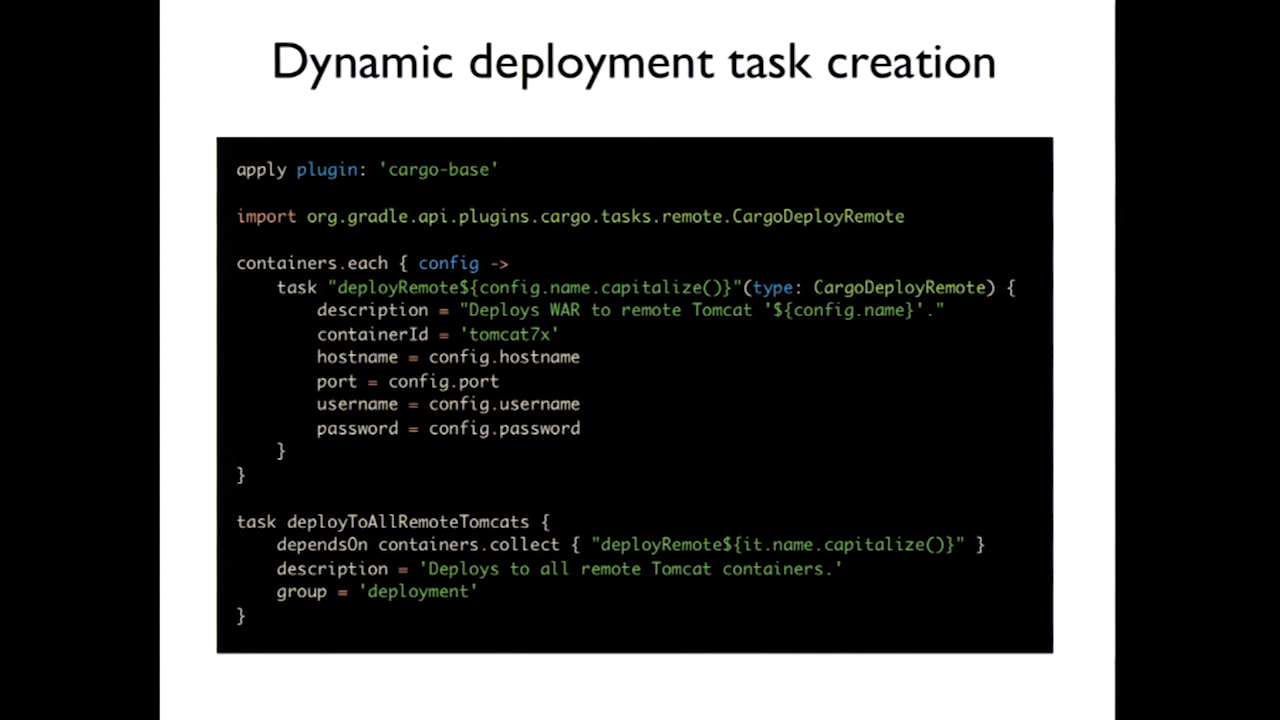 Dynamic deployment task creation
apply plugin: 'cargo-base'
import org.gradle.api.plugins.cargo.tasks.remote.CargoDeployRemote
containers.each { config ->
    task "deployRemote${config.name.capitalize()}"(type: CargoDeployRemote) {
        description = "Deploys WAR to remote Tomcat '${config.name}'."
        containerId = 'tomcat7x'
        hostname = config.hostname
        port = config.port
        username = config.username
        password = config.password
    }
}
task deployToAllRemoteTomcats {
    dependsOn containers.collect { "deployRemote${it.name.capitalize()}" }
    description = 'Deploys to all remote Tomcat containers.'
    group = 'deployment'
}